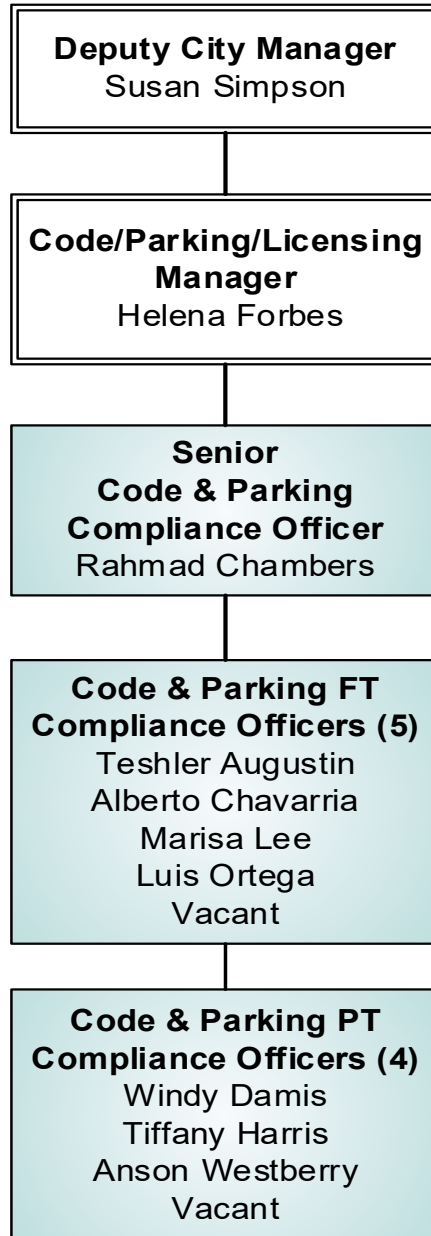 Deputy City Manager
Susan Simpson
Code/Parking/Licensing
Manager
Helena Forbes
Senior
Code & Parking
Compliance Officer
Rahmad Chambers
Code & Parking FT
Compliance Officers (5)
Teshler Augustin
Alberto Chavarria
Marisa Lee
Luis Ortega
Vacant
Code & Parking PT
Compliance Officers (4)
Windy Damis
Tiffany Harris
Anson Westberry
Vacant